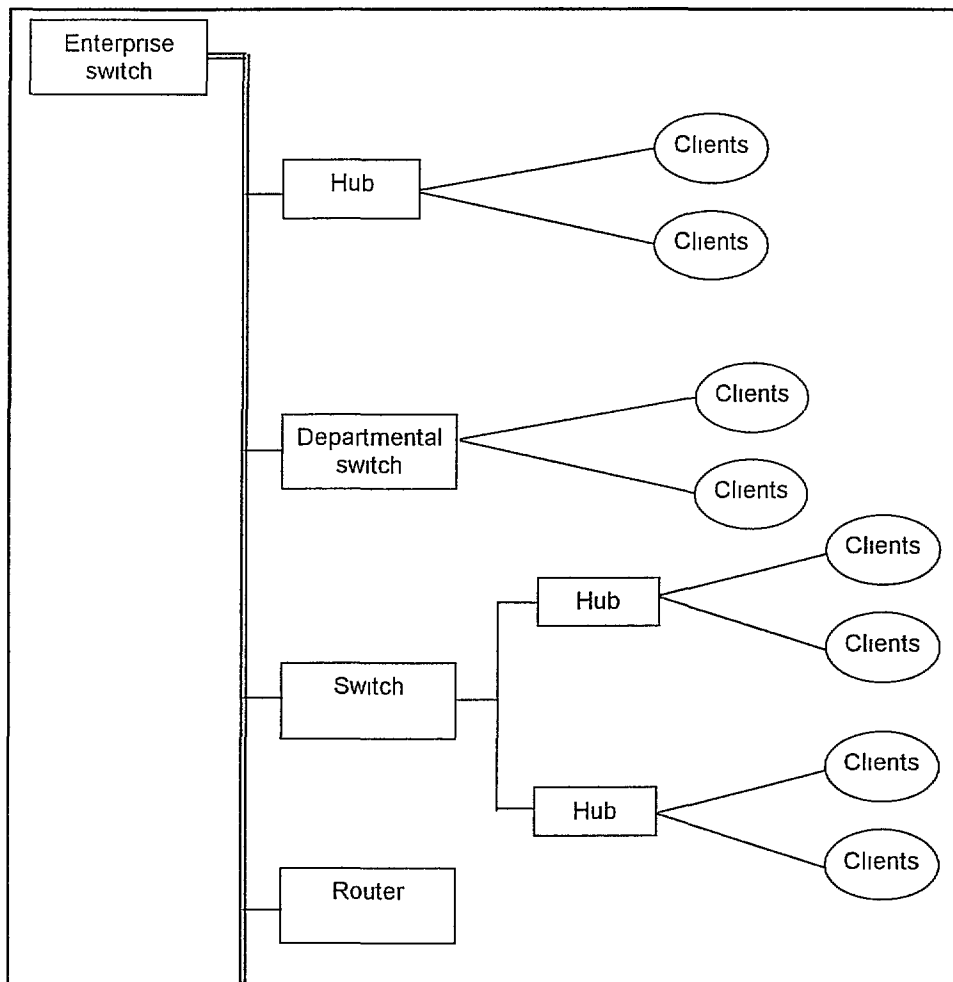 Enterprise
switch
Hub
Clients
Clients
Departmental
switch
Clients
Clients
Switch
Hub
Clients
Clients
Hub
Clients
Clients
Router